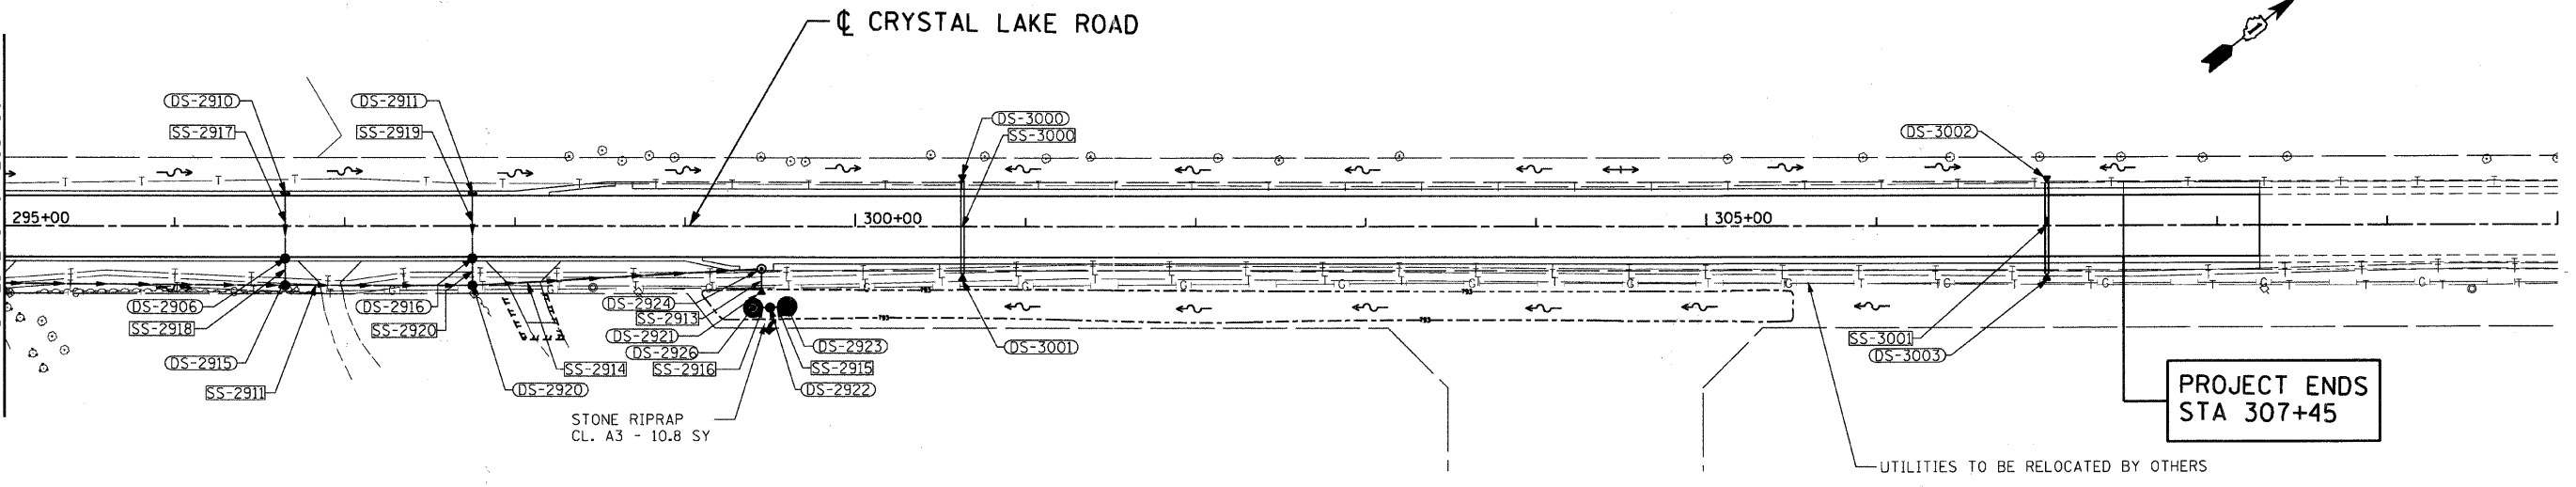 ℄ CRYSTAL LAKE ROAD
DS-2910
DS-2911
SS-2917
SS-2919
DS-3000
SS-3000
DS-3002
295+00
300+00
305+00
DS-2906
SS-2918
DS-2916
SS-2920
DS-2924
SS-2913
DS-2921
DS-2926
DS-2923
DS-2915
SS-2911
SS-2914
SS-2916
SS-2915
DS-2920
DS-2922
DS-3001
SS-3001
DS-3003
793
793
793
793
STONE RIPRAP
CL. A3 - 10.8 SY
PROJECT ENDS
STA 307+45
UTILITIES TO BE RELOCATED BY OTHERS